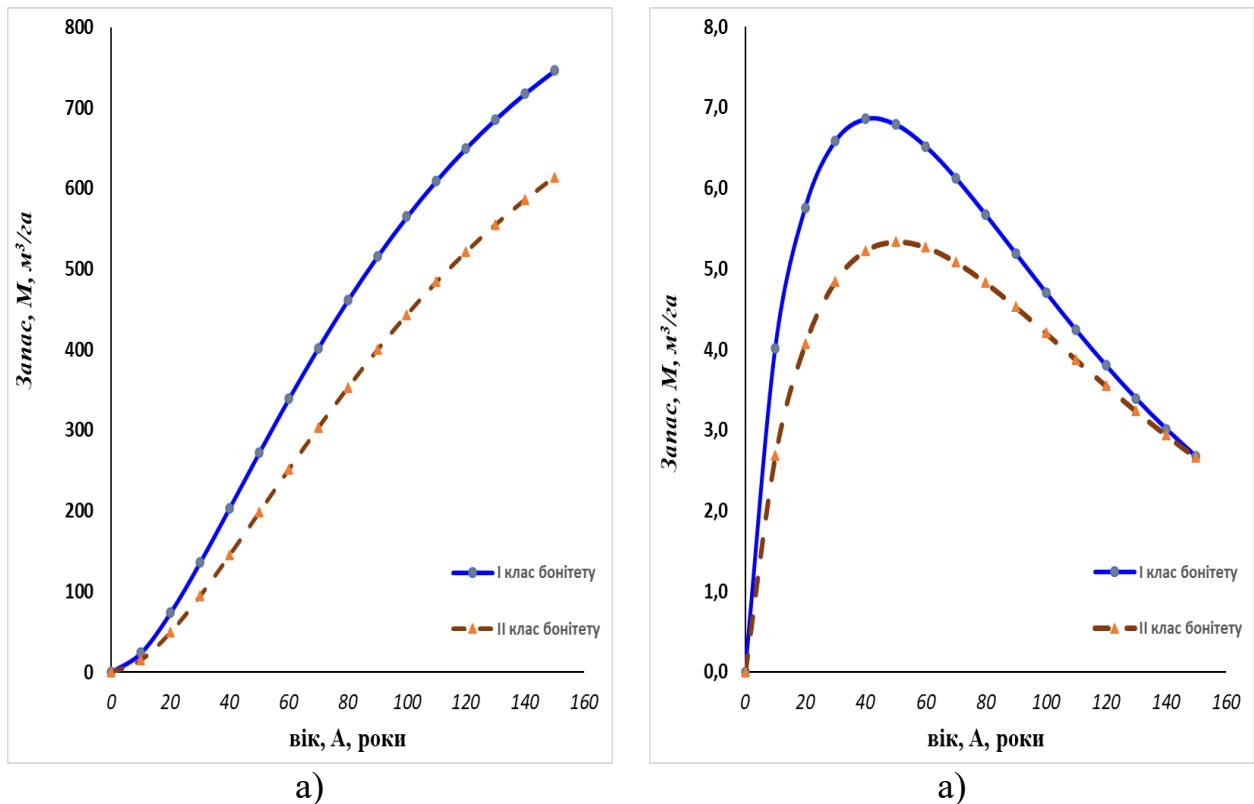 800
700
600
500
400
300
200
100
0
Запас, М, м³/га
0 20 40 60 80 100 120 140 160
вік, А, роки
І клас бонітету
ІІ клас бонітету
а)
8,0
7,0
6,0
5,0
4,0
3,0
2,0
1,0
0,0
Запас, М, м³/га
0 20 40 60 80 100 120 140 160
вік, А, роки
І клас бонітету
ІІ клас бонітету
а)